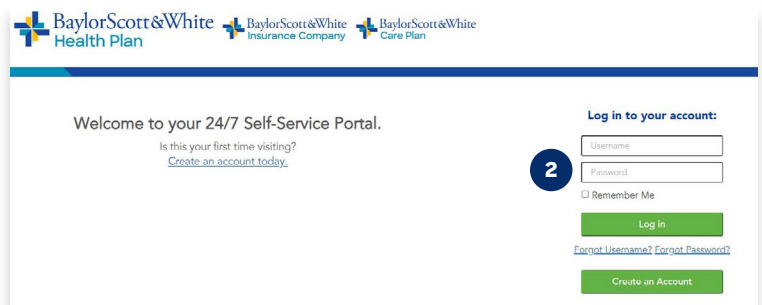 BaylorScott&White Health Plan
BaylorScott&White Insurance Company
BaylorScott&White Care Plan
Welcome to your 24/7 Self-Service Portal.
Is this your first time visiting?
Create an account today.
Log in to your account:
Username
2
Password
Remember Me
Log in
Forgot Username? Forgot Password?
Create an Account